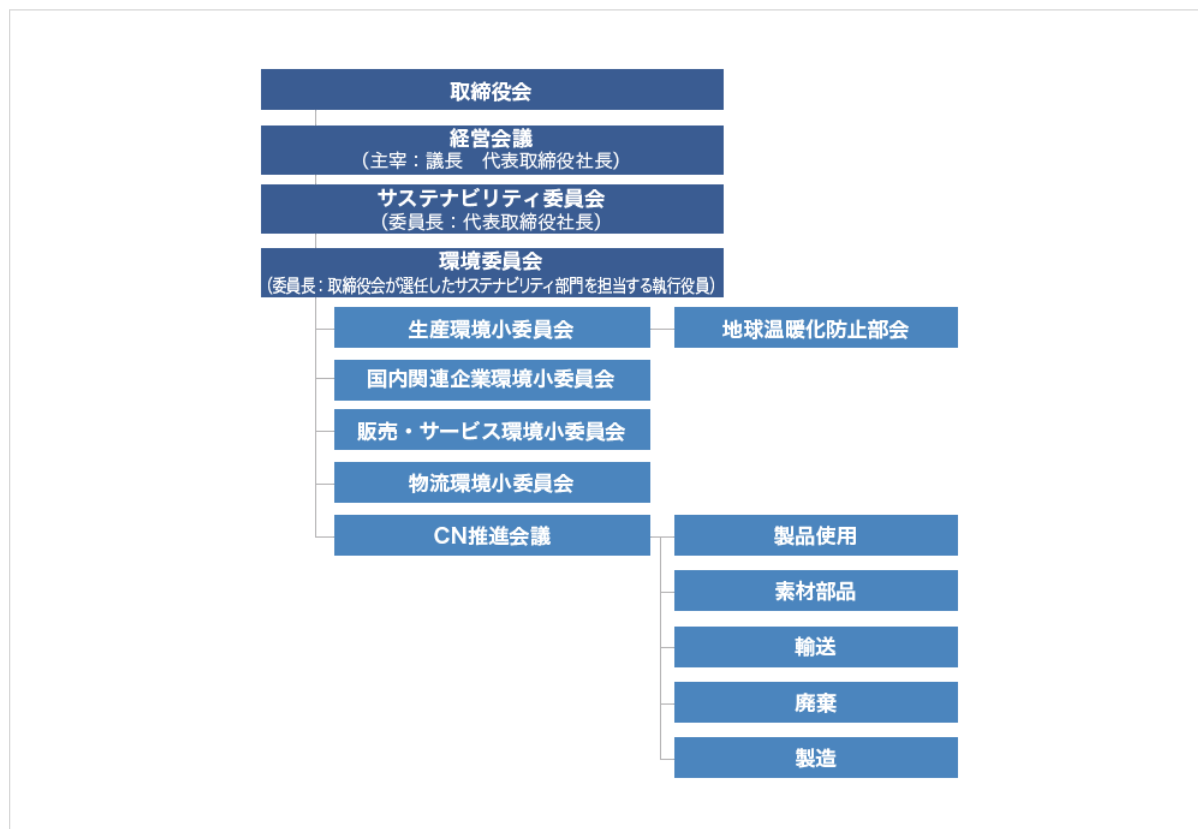 取締役会
経営会議
（主宰：議長　代表取締役社長）
サステナビリティ委員会
（委員長：代表取締役社長）
環境委員会
（委員長：取締役会が選任したサステナビリティ部門を担当する執行役員）
生産環境小委員会
地球温暖化防止部会
国内関連企業環境小委員会
販売・サービス環境小委員会
物流環境小委員会
CN推進会議
製品使用
素材部品
輸送
廃棄
製造